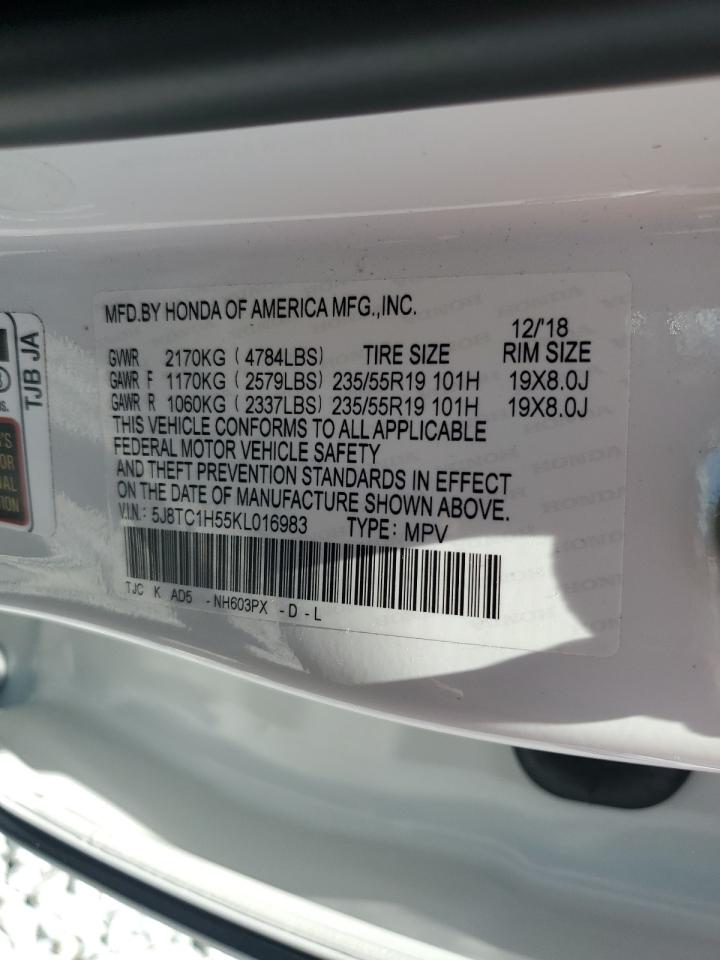 MFD.BY HONDA OF AMERICA MFG.,INC.
12/'18
GVWR 2170KG ( 4784LBS) TIRE SIZE RIM SIZE
GAWR F 1170KG ( 2579LBS) 235/55R19 101H 19X8.0J
GAWR R 1060KG ( 2337LBS) 235/55R19 101H 19X8.0J
THIS VEHICLE CONFORMS TO ALL APPLICABLE
FEDERAL MOTOR VEHICLE SAFETY
AND THEFT PREVENTION STANDARDS IN EFFECT
ON THE DATE OF MANUFACTURE SHOWN ABOVE.
V.I.N.: 5J8TC1H55KL016983 TYPE: MPV
TJC K AD5 -NH603PX -D -L
TJB JA